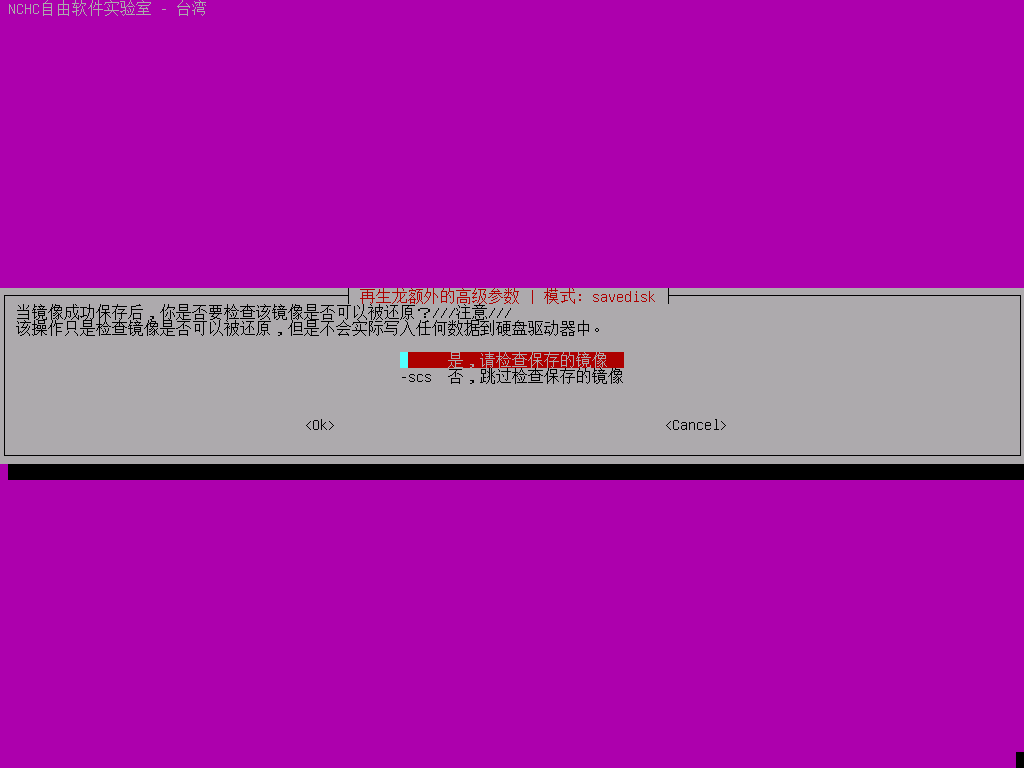 NCHC自由软件实验室 - 台湾
再生龙额外的高级参数 | 模式: savedisk
当镜像成功保存后，你是否要检查该镜像是否可以被还原？///注意///
该操作只是检查镜像是否可以被还原，但是不会实际写入任何数据到硬盘驱动器中。
是，请检查保存的镜像
-scs 否，跳过检查保存的镜像
<Ok> <Cancel>